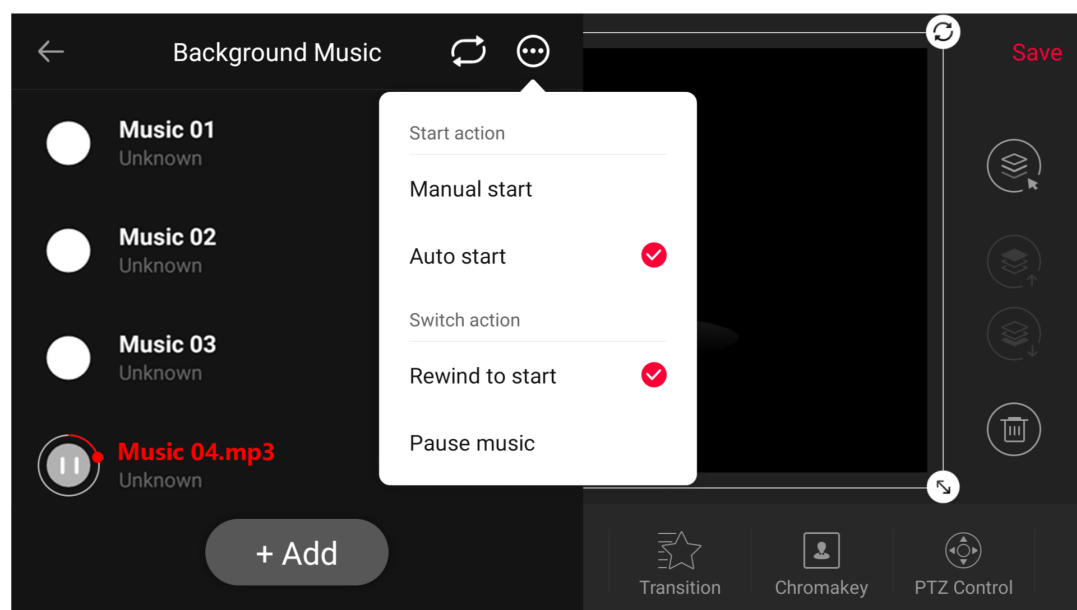 Background Music
Save
Music 01
Unknown
Music 02
Unknown
Music 03
Unknown
Music 04.mp3
Unknown
+ Add
Start action
Manual start
Auto start
Switch action
Rewind to start
Pause music
Transition
Chromakey
PTZ Control